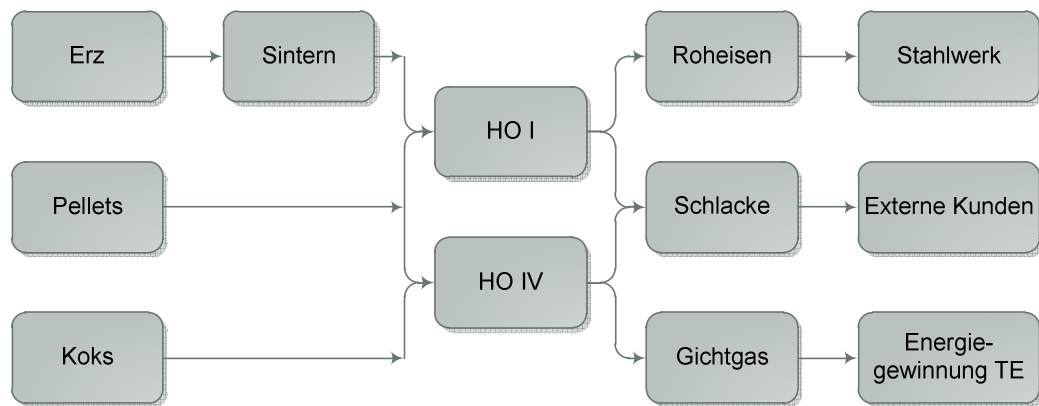 Erz
Sintern
HO I
Roheisen
Stahlwerk
Pellets
Schlacke
Externe Kunden
HO IV
Koks
Gichtgas
Energie-
gewinnung TE